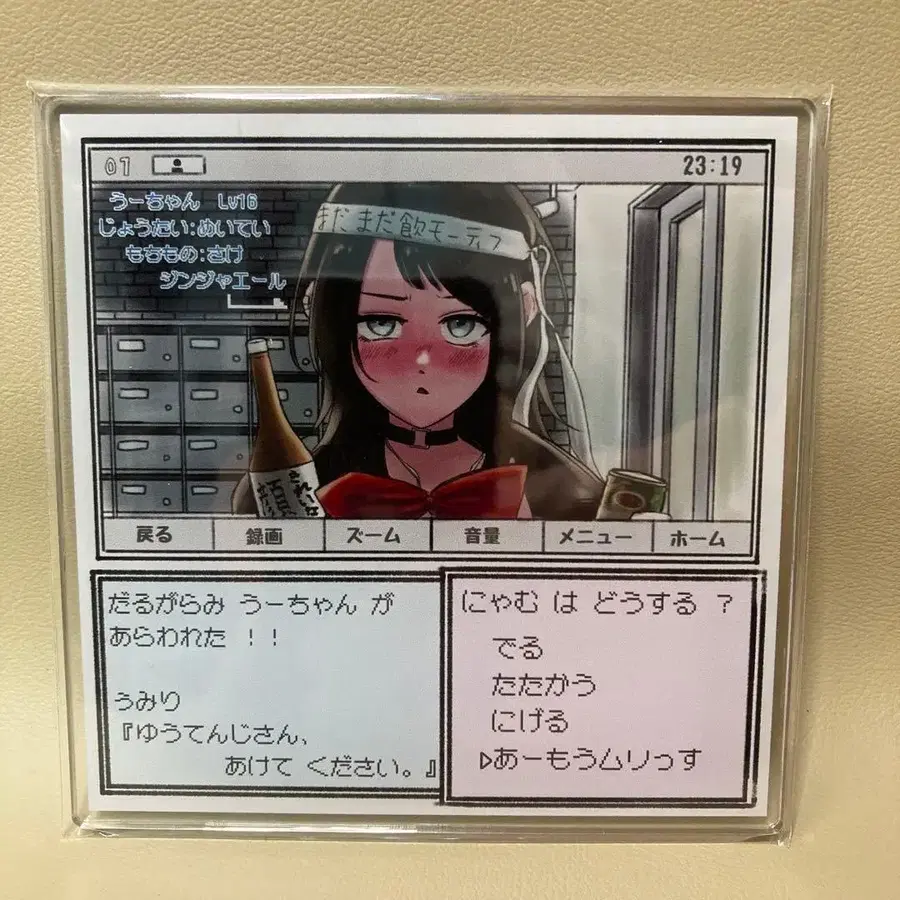 07
23:19
うーちゃん Lv16
じょうたい:めいてい
もちもの:さけ
ジンジャエール
まだまだ飲モーティフ
戻る 録画 ズーム 音量 メニュー ホーム
だるがらみ うーちゃん が
あらわれた !!
うみり
『ゆうてんじさん、
あけて ください。』
にゃむ は どうする ?
でる
たたかう
にげる
▷あーもうムリっす